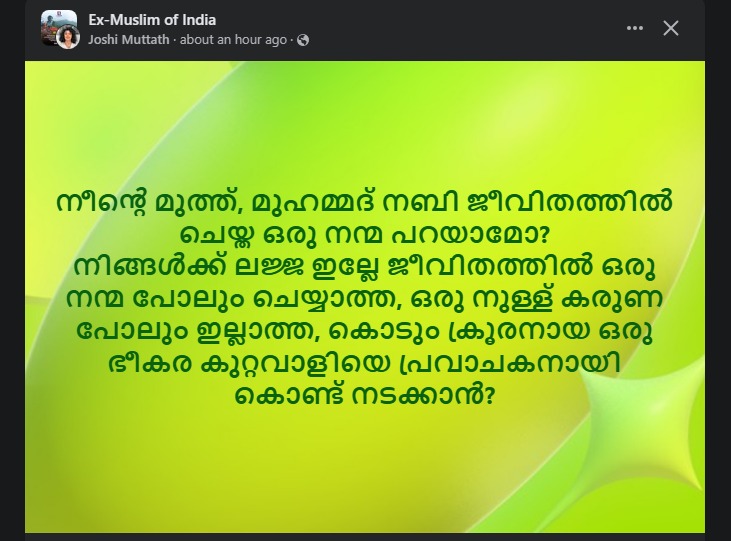 Ex-Muslim of India
Joshi Muttath · about an hour ago ·
നീന്റെ മുത്ത്, മുഹമ്മദ് നബി ജീവിതത്തിൽ
ചെയ്ത ഒരു നന്മ പറയാമോ?
നിങ്ങൾക്ക് ലജ്ജ ഇല്ലേ ജീവിതത്തിൽ ഒരു
നന്മ പോലും ചെയ്യാത്ത, ഒരു നുള്ള് കരുണ
പോലും ഇല്ലാത്ത, കൊടും ക്രൂരനായ ഒരു
ഭീകര കുറ്റവാളിയെ പ്രവാചകനായി
കൊണ്ട് നടക്കാൻ?